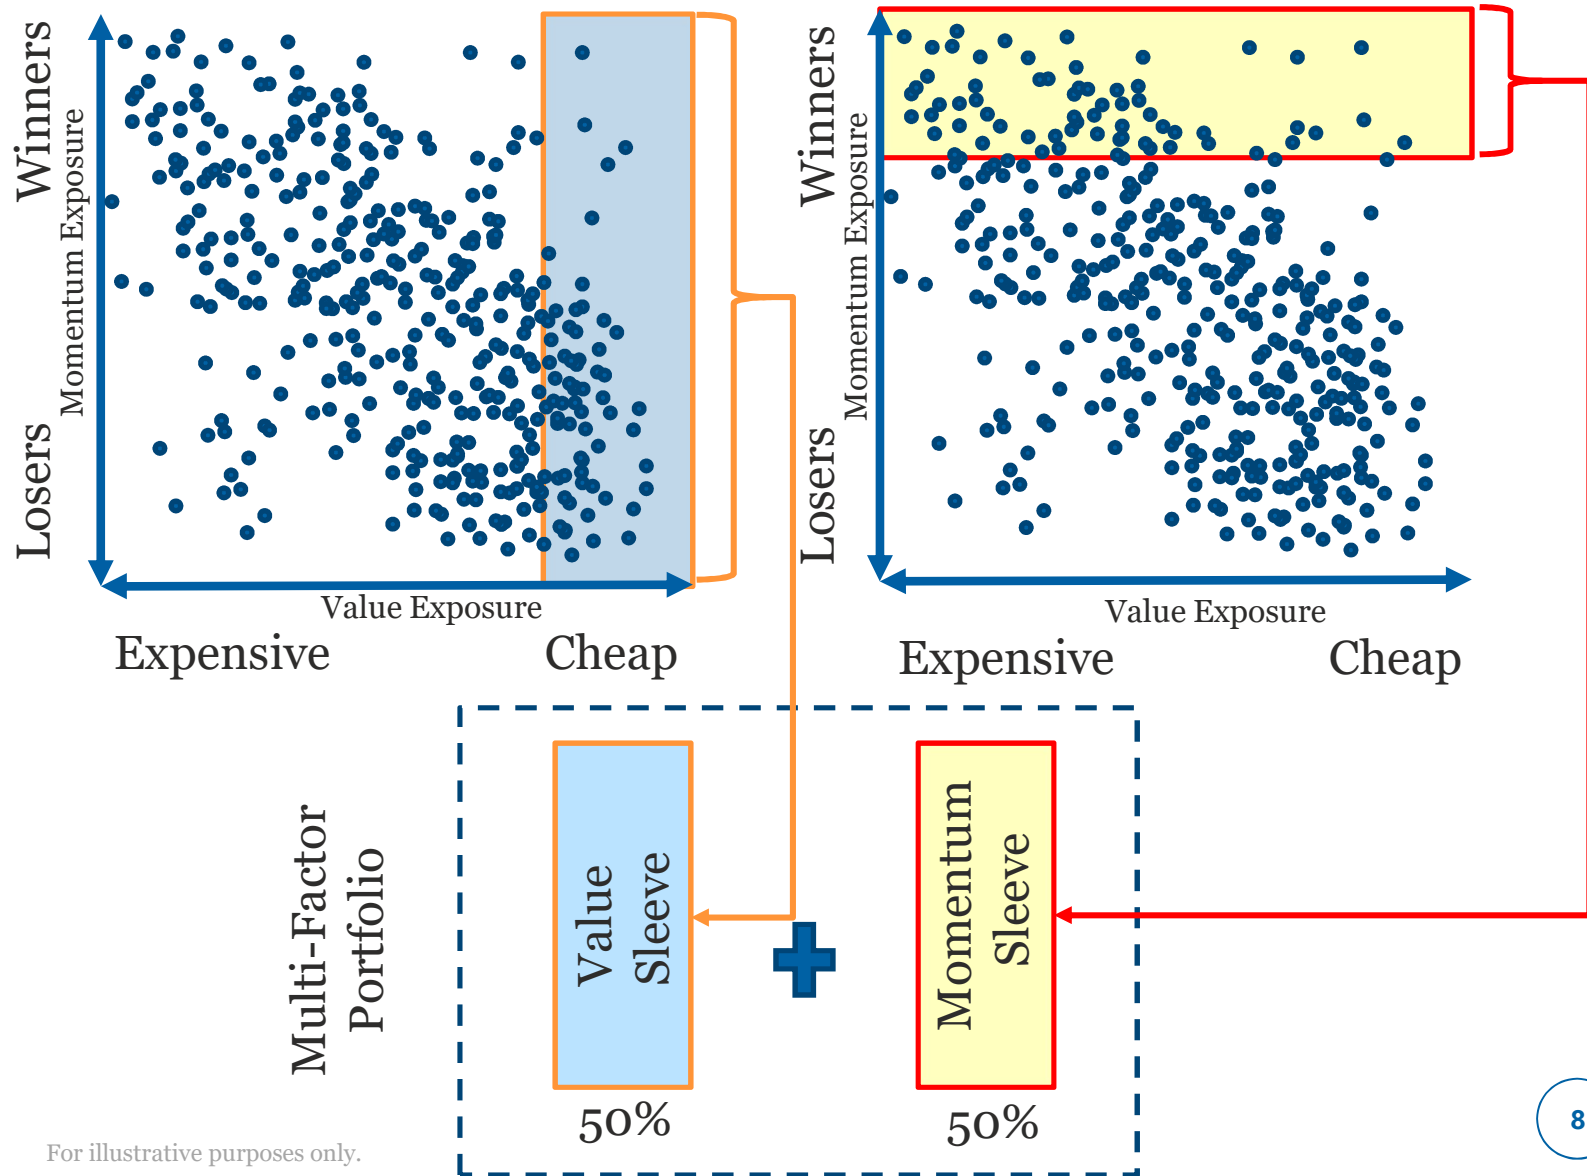 Winners
Momentum Exposure
Losers
Value Exposure
Expensive
Cheap
Winners
Momentum Exposure
Losers
Value Exposure
Expensive
Cheap
Multi-Factor
Portfolio
Value
Sleeve
Momentum
Sleeve
50%
50%
For illustrative purposes only.
8